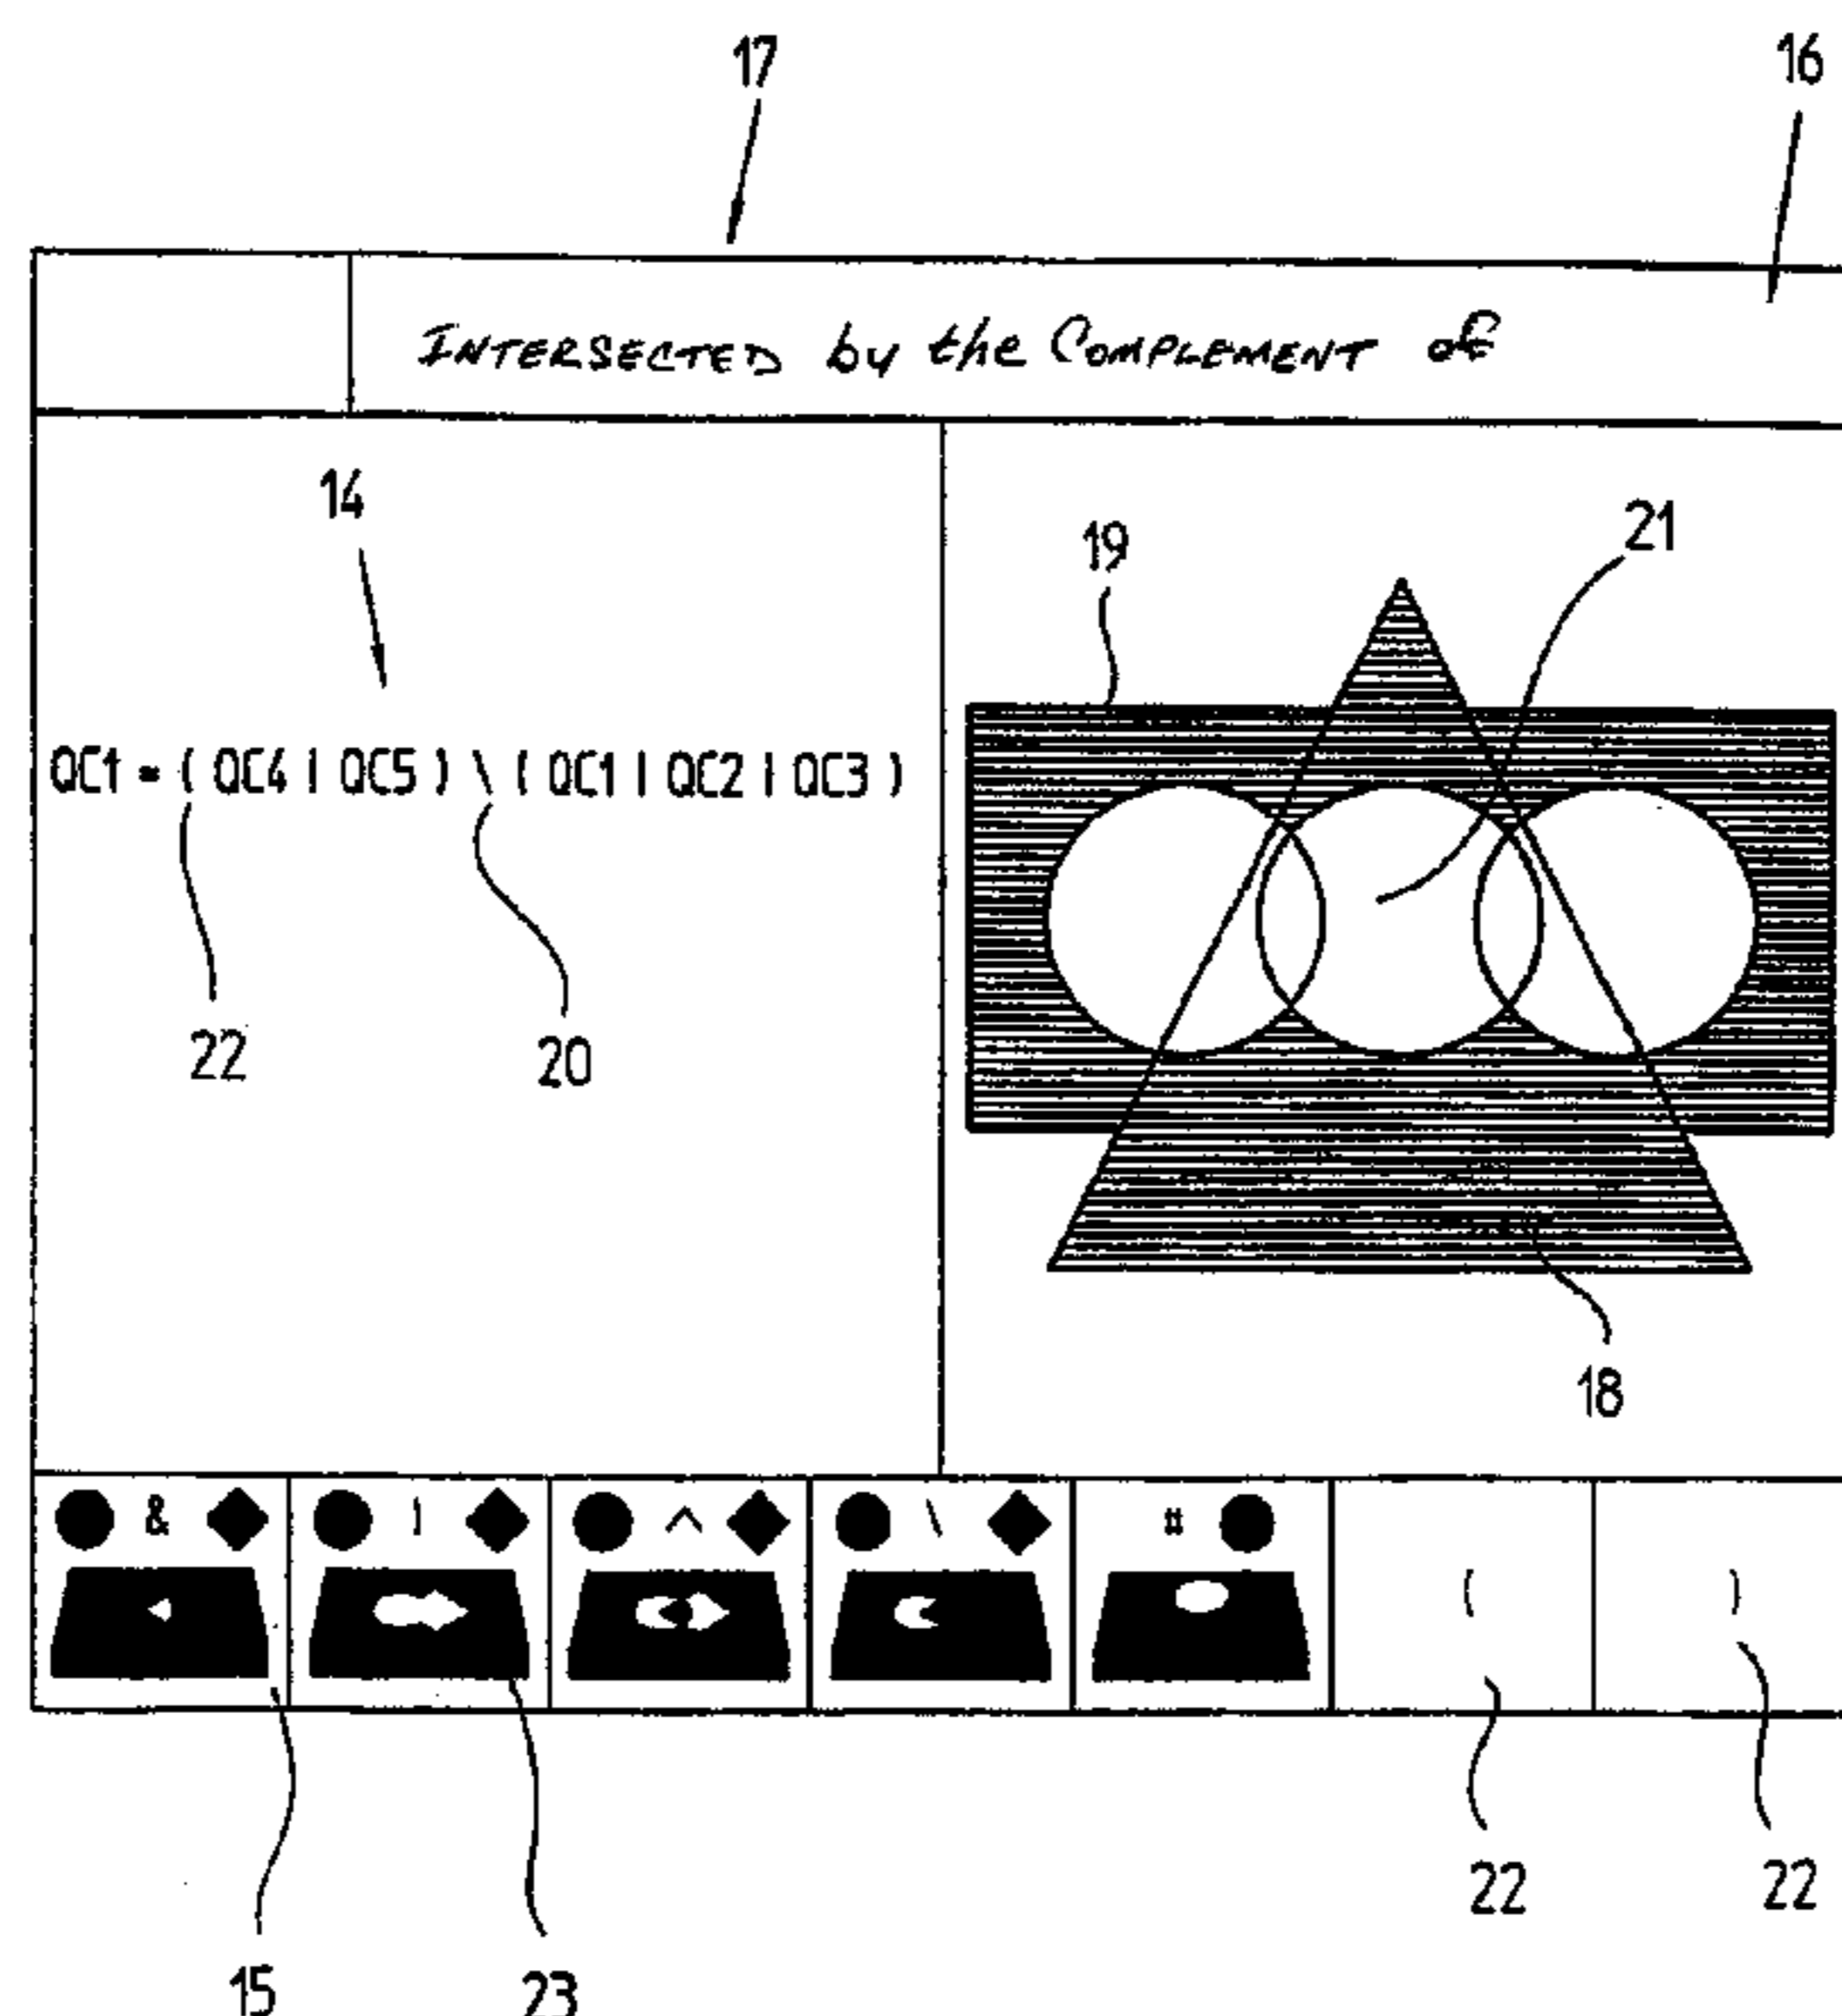 17 16
INTERSECTED by the COMPLEMENT of
14
19 21
QC1 = ( QC4 | QC5 ) \ ( QC1 | QC2 | QC3 )
22 20
18
& | ^ \ # ( )
22 22
15 23